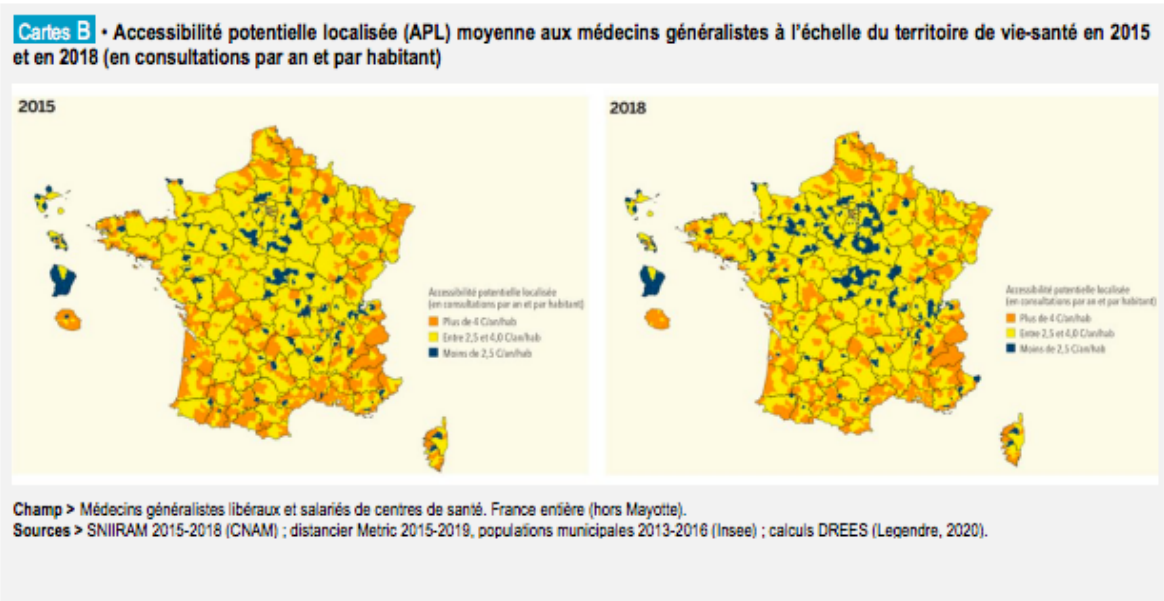 Cartes B • Accessibilité potentielle localisée (APL) moyenne aux médecins généralistes à l'échelle du territoire de vie-santé en 2015
et en 2018 (en consultations par an et par habitant)
2015
2018
Accessibilité potentielle localisée
(en consultations par an et par habitant)
Plus de 4 C/an/hab
Entre 2,5 et 4,0 C/an/hab
Moins de 2,5 C/an/hab
Accessibilité potentielle localisée
(en consultations par an et par habitant)
Plus de 4 C/an/hab
Entre 2,5 et 4,0 C/an/hab
Moins de 2,5 C/an/hab
Champ > Médecins généralistes libéraux et salariés de centres de santé. France entière (hors Mayotte).
Sources > SNIIRAM 2015-2018 (CNAM) ; distancier Metric 2015-2019, populations municipales 2013-2016 (Insee) ; calculs DREES (Legendre, 2020).